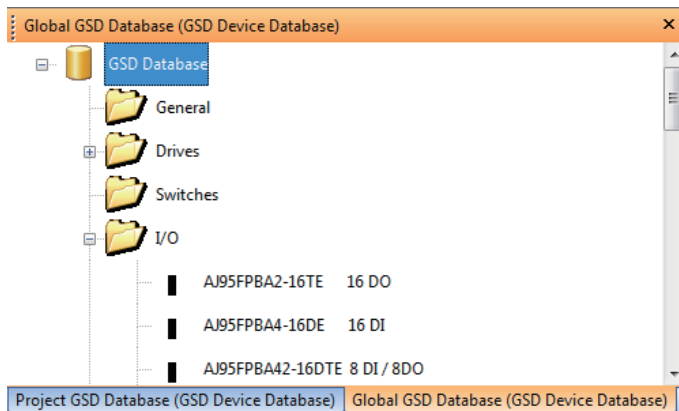 Global GSD Database (GSD Device Database)
GSD Database
General
Drives
Switches
I/O
AJ95FPBA2-16TE 16 DO
AJ95FPBA4-16DE 16 DI
AJ95FPBA42-16DTE 8 DI / 8DO
Project GSD Database (GSD Device Database) Global GSD Database (GSD Device Database)